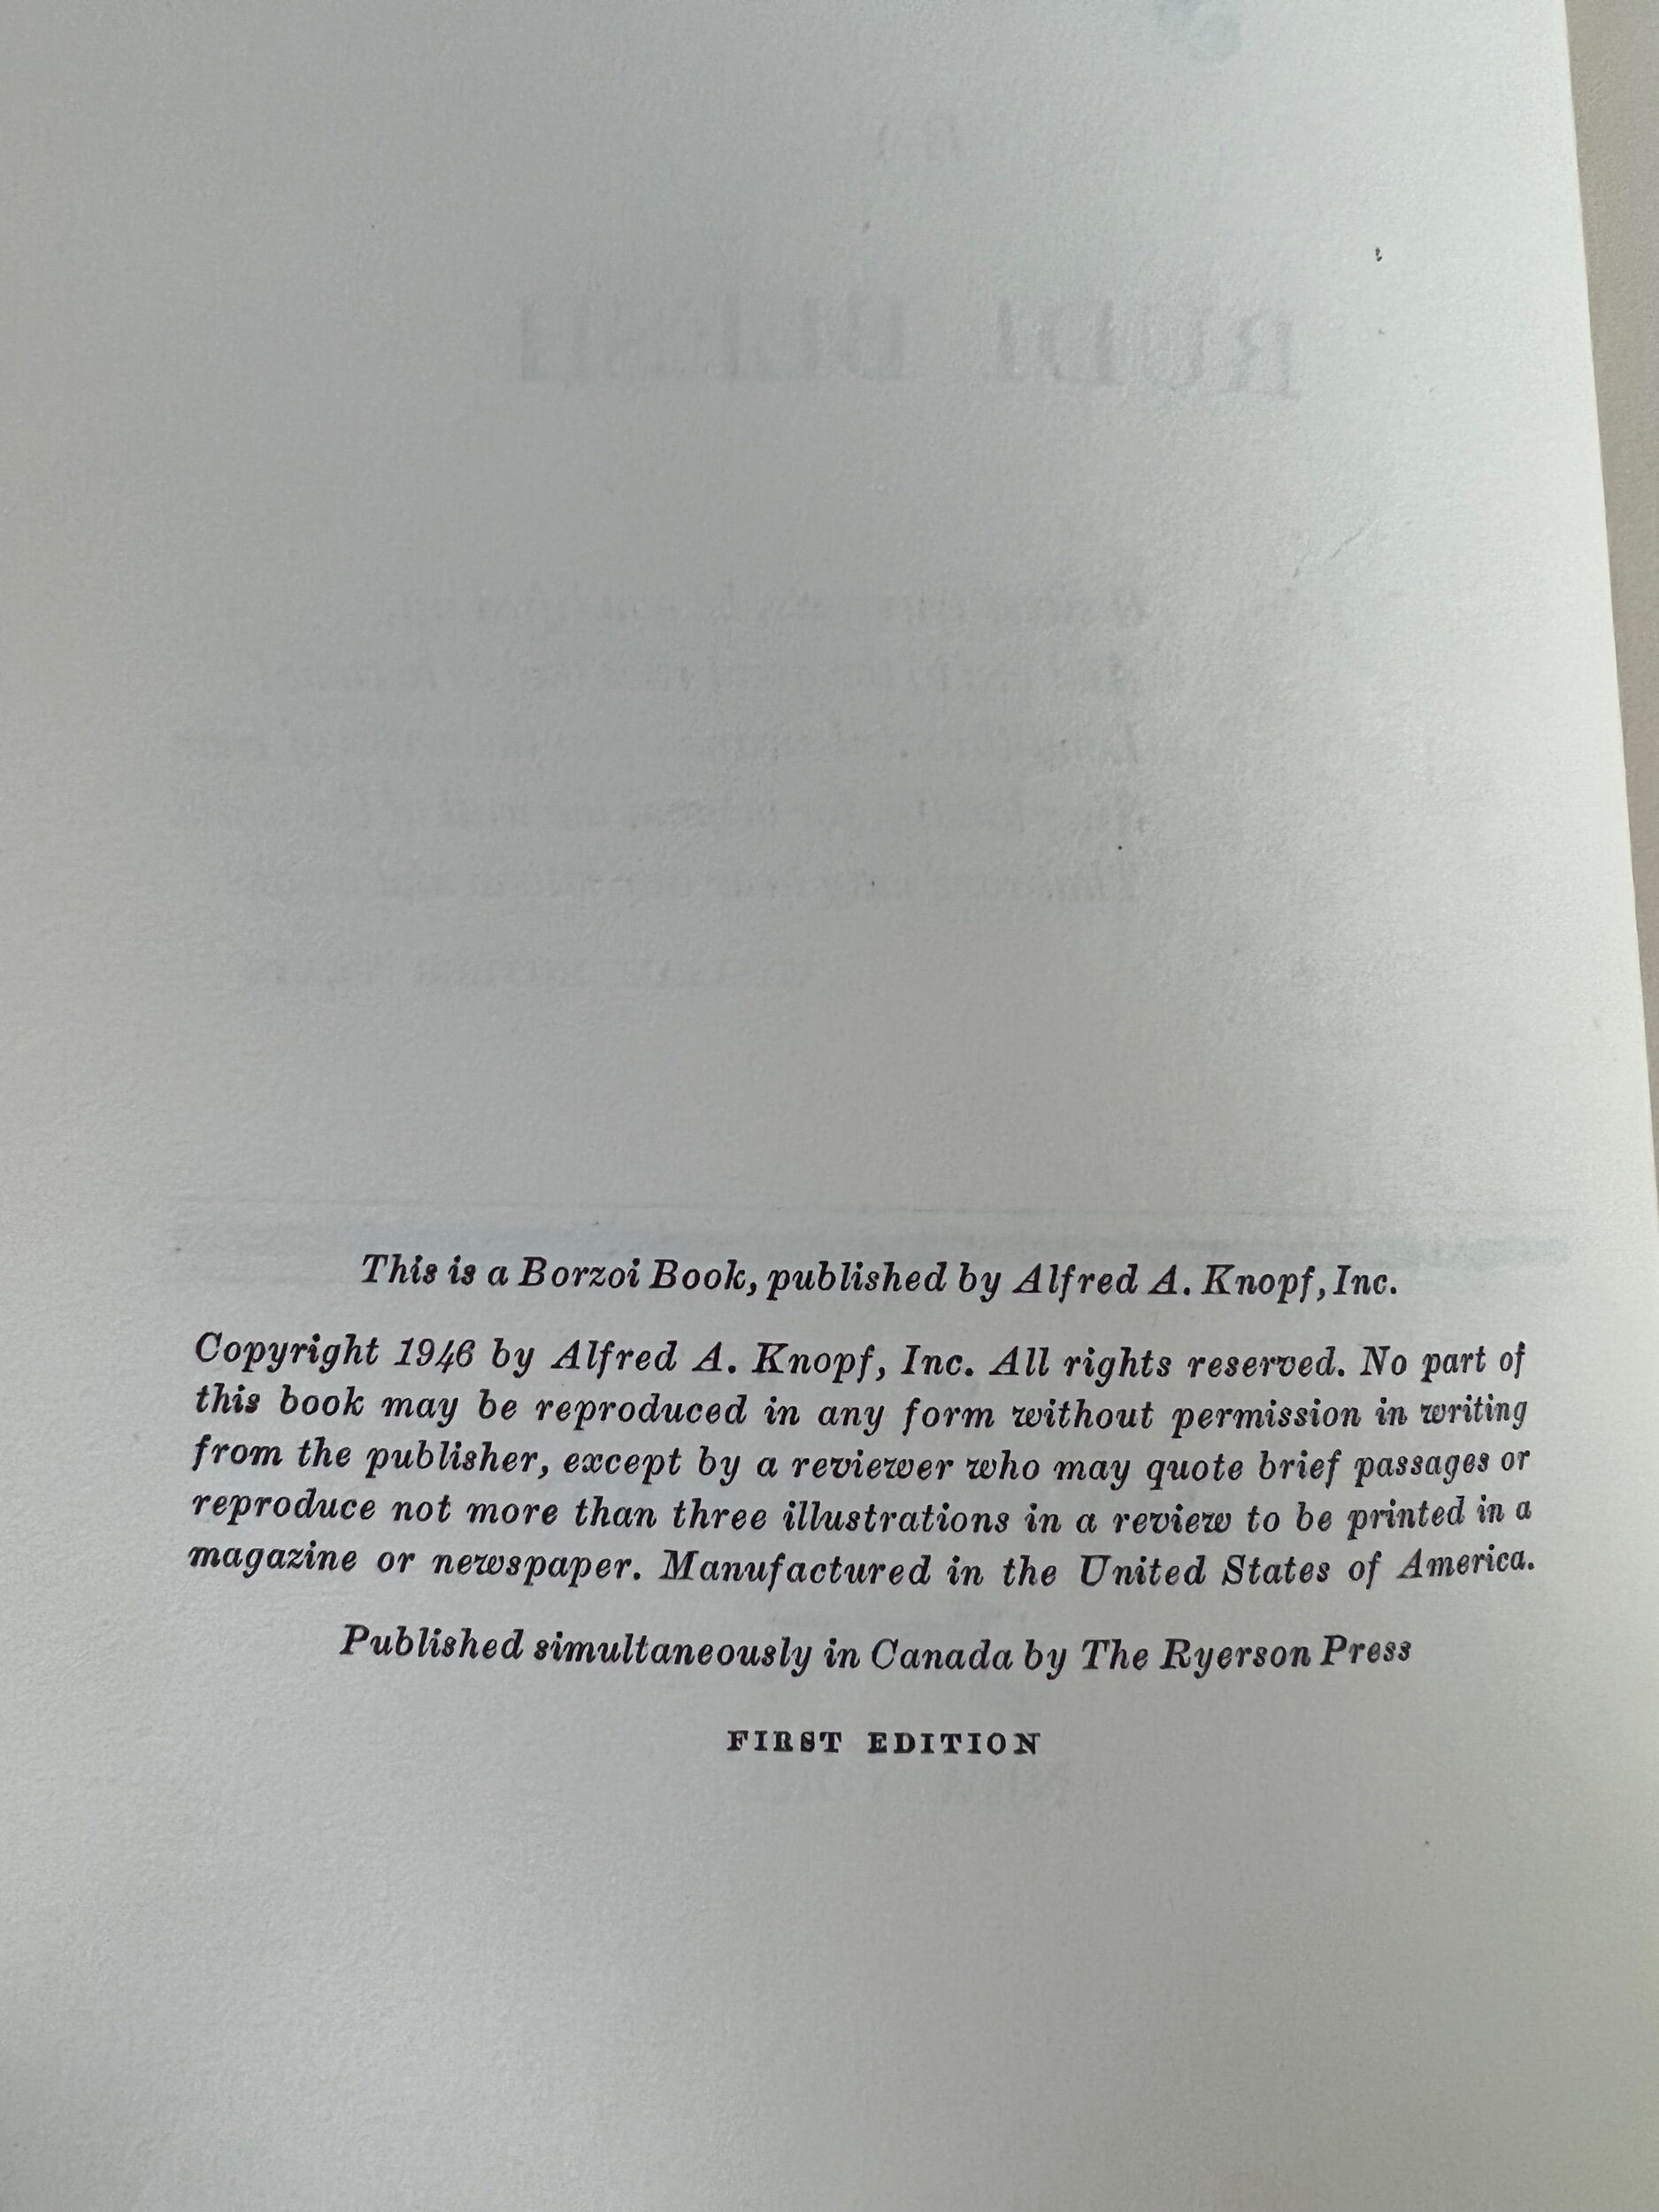 This is a Borzoi Book, published by Alfred A. Knopf, Inc.
Copyright 1946 by Alfred A. Knopf, Inc. All rights reserved. No part of
this book may be reproduced in any form without permission in writing
from the publisher, except by a reviewer who may quote brief passages or
reproduce not more than three illustrations in a review to be printed in a
magazine or newspaper. Manufactured in the United States of America.
Published simultaneously in Canada by The Ryerson Press
FIRST EDITION